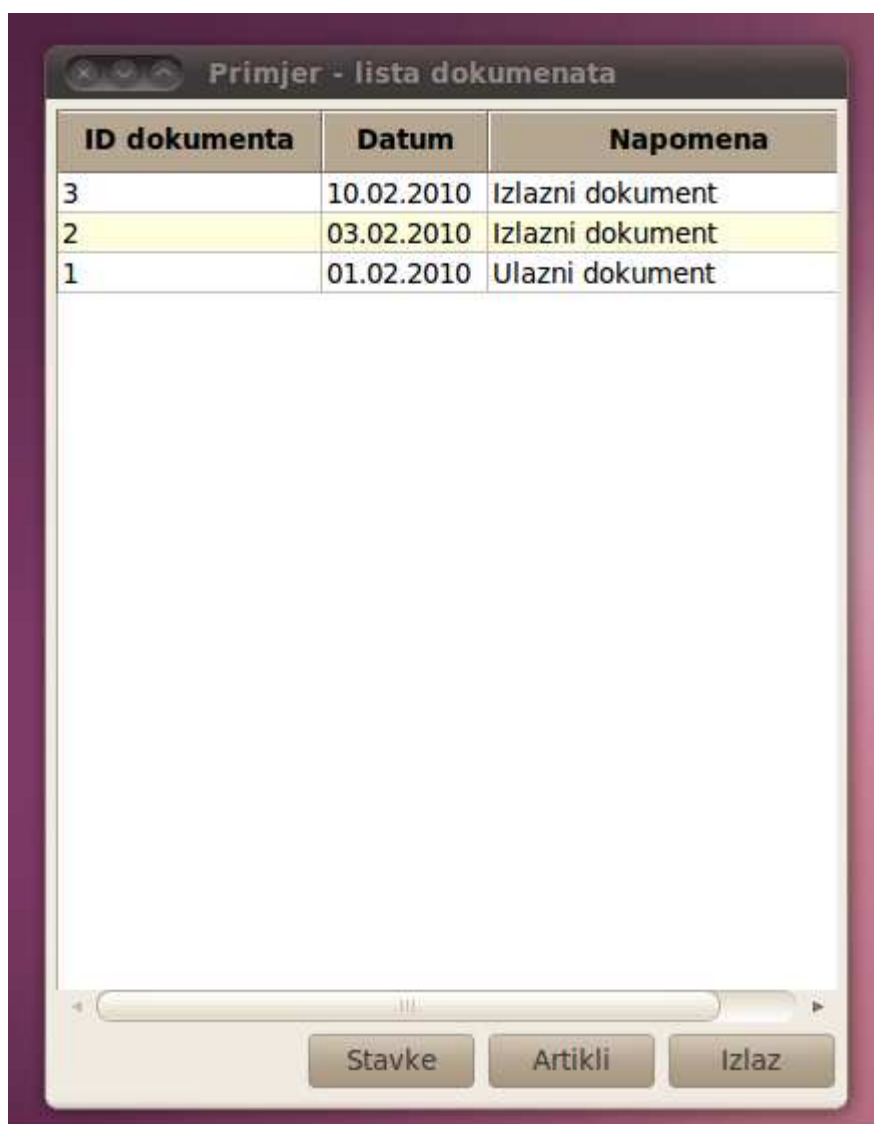 Primjer - lista dokumenata
ID dokumenta Datum Napomena
3 10.02.2010 Izlazni dokument
2 03.02.2010 Izlazni dokument
1 01.02.2010 Ulazni dokument
Stavke Artikli Izlaz